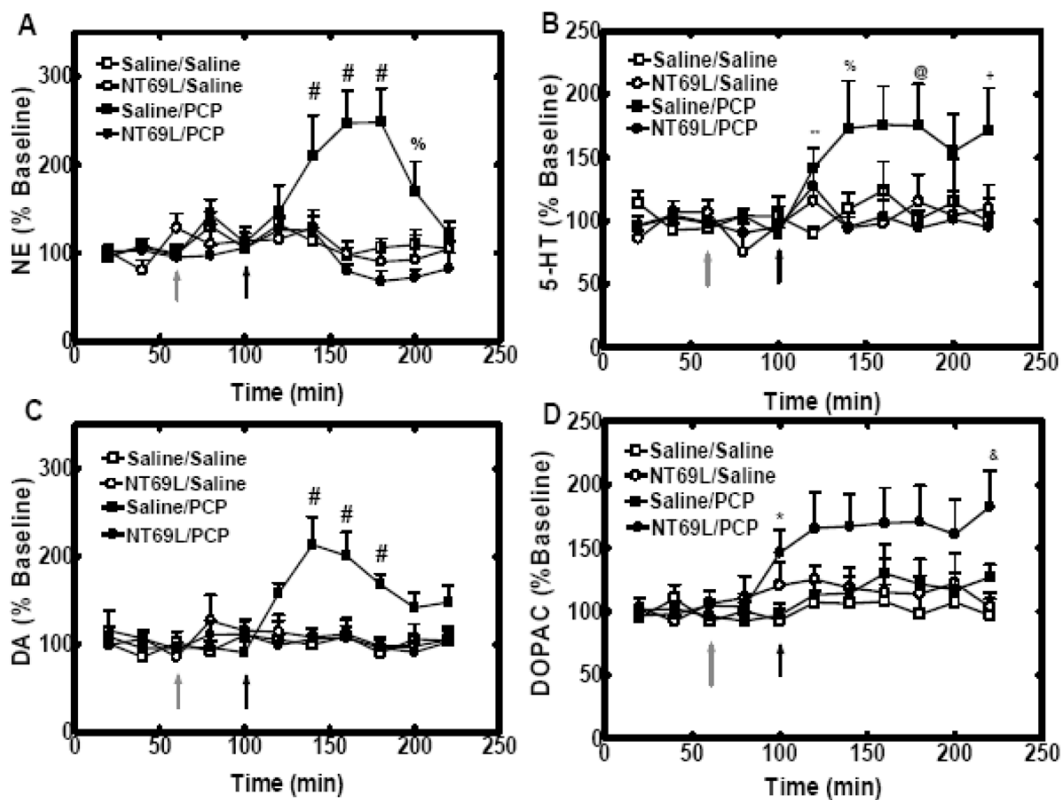 A
Saline/Saline
NT69L/Saline
Saline/PCP
NT69L/PCP
# # #
%
NE (% Baseline)
300
200
100
0
0 50 100 150 200 250
Time (min)
B
Saline/Saline
NT69L/Saline
Saline/PCP
NT69L/PCP
% @ +
**
5-HT (% Baseline)
250
200
150
100
50
0
0 50 100 150 200 250
Time (min)
C
Saline/Saline
NT69L/Saline
Saline/PCP
NT69L/PCP
# # #
DA (% Baseline)
300
200
100
0
0 50 100 150 200 250
Time (min)
D
Saline/Saline
NT69L/Saline
Saline/PCP
NT69L/PCP
* &
DOPAC (%Baseline)
250
200
150
100
50
0
0 50 100 150 200 250
Time (min)